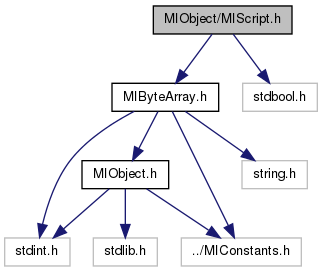 MIObject/MIScript.h
MIByteArray.h
stdbool.h
MIObject.h
string.h
stdint.h
stdlib.h
../MIConstants.h